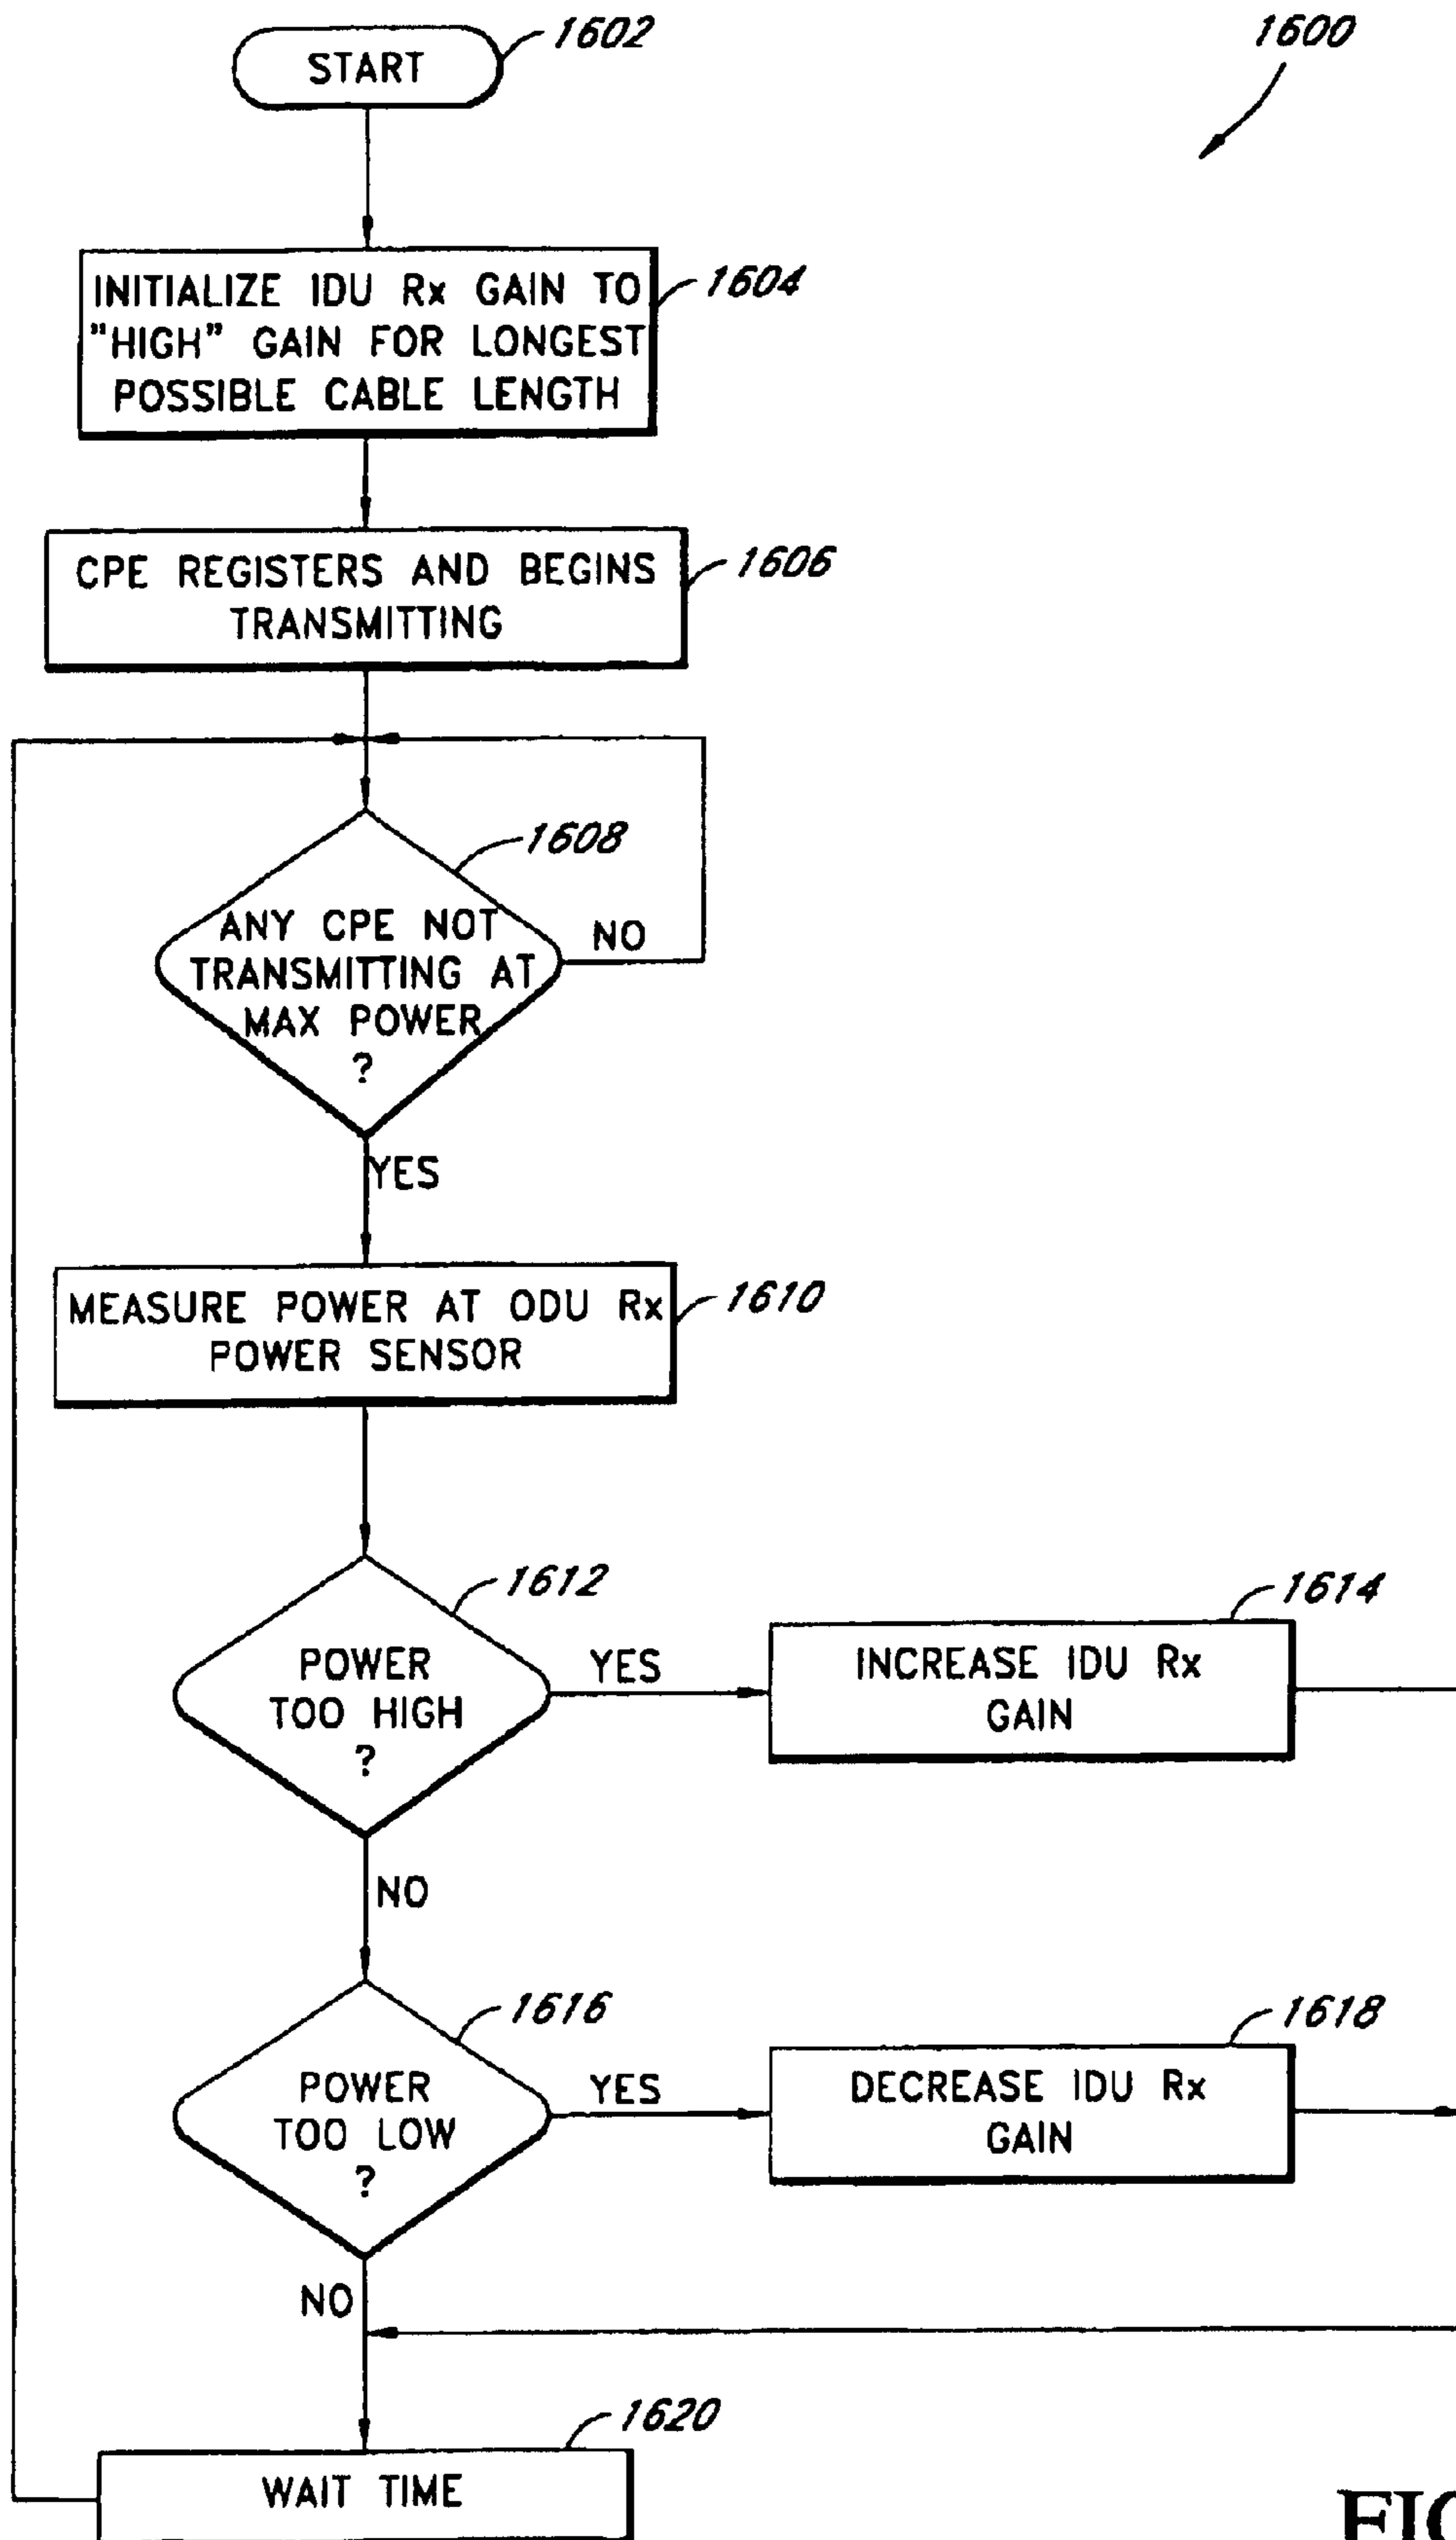 START
1602
1600
INITIALIZE IDU Rx GAIN TO
"HIGH" GAIN FOR LONGEST
POSSIBLE CABLE LENGTH
1604
CPE REGISTERS AND BEGINS
TRANSMITTING
1606
1608
ANY CPE NOT
TRANSMITTING AT
MAX POWER
?
NO
YES
MEASURE POWER AT ODU Rx
POWER SENSOR
1610
1612
POWER
TOO HIGH
?
YES
1614
INCREASE IDU Rx
GAIN
NO
1616
POWER
TOO LOW
?
YES
1618
DECREASE IDU Rx
GAIN
NO
1620
WAIT TIME